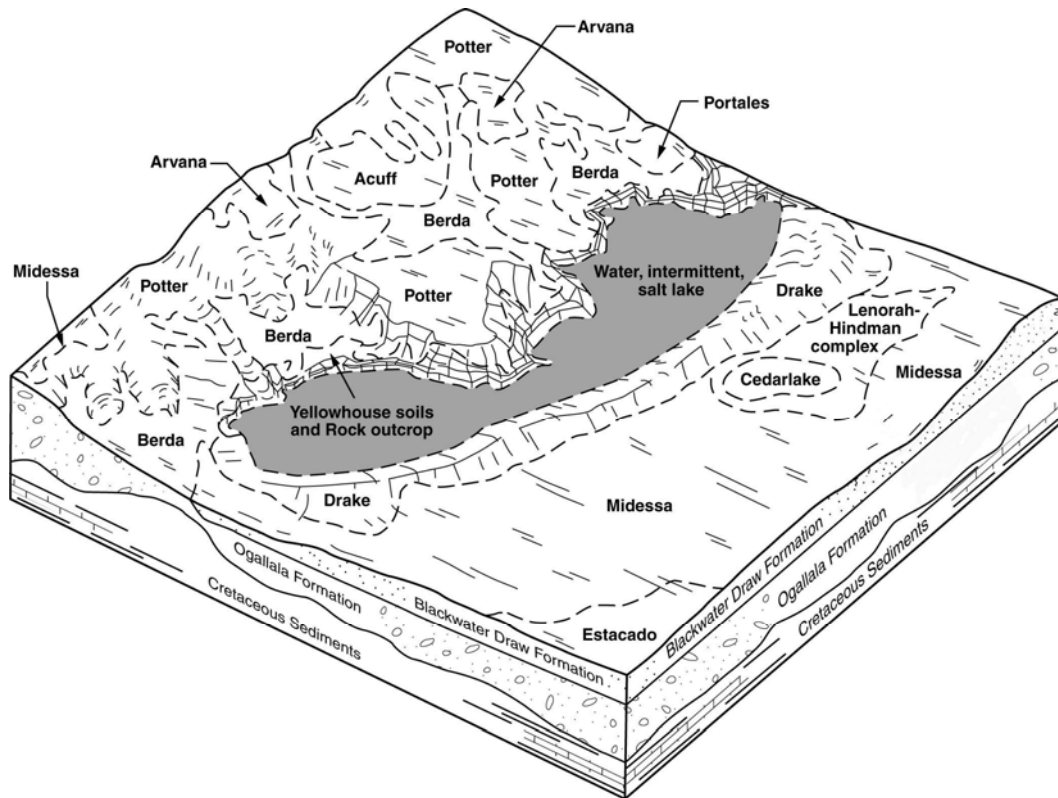 Arvana
Potter
Portales
Arvana
Acuff
Potter
Berda
Berda
Midessa
Potter
Water, intermittent,
salt lake
Drake
Potter
Lenorah-
Hindman
complex
Berda
Midessa
Cedarlake
Yellowhouse soils
and Rock outcrop
Berda
Drake
Midessa
Estacado
Ogallala Formation
Cretaceous Sediments
Blackwater Draw Formation
Blackwater Draw Formation
Ogallala Formation
Cretaceous Sediments